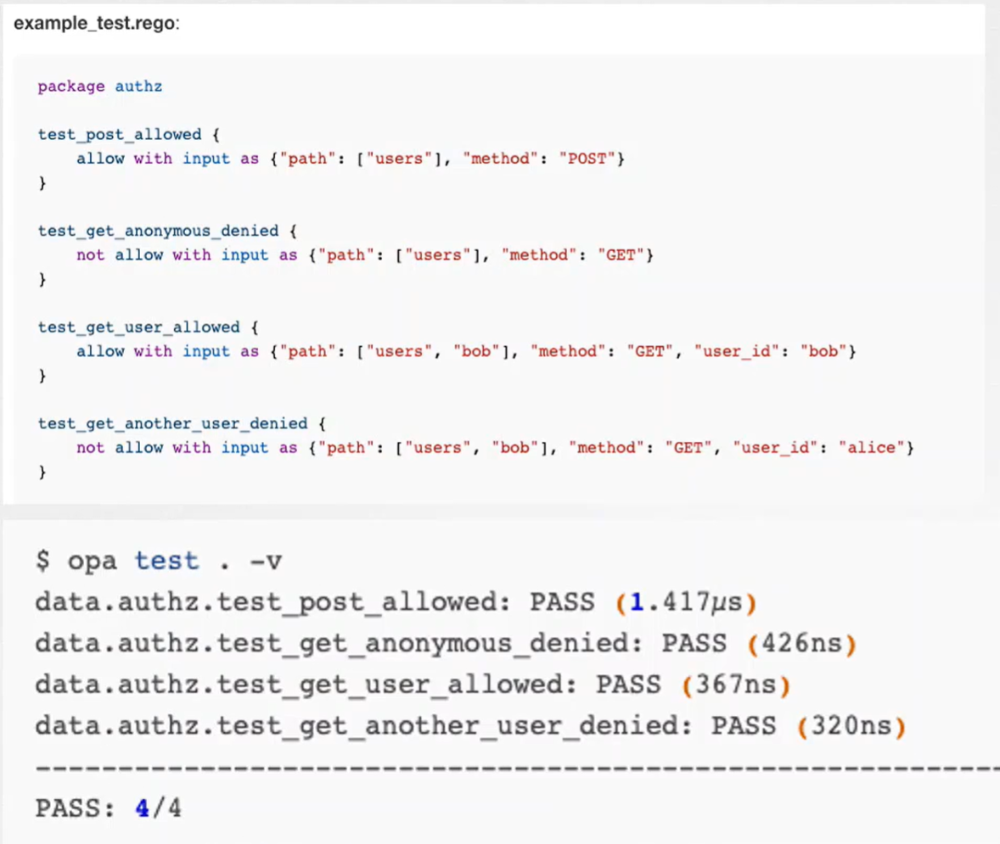 example_test.rego:
package authz
test_post_allowed {
    allow with input as {"path": ["users"], "method": "POST"}
}
test_get_anonymous_denied {
    not allow with input as {"path": ["users"], "method": "GET"}
}
test_get_user_allowed {
    allow with input as {"path": ["users", "bob"], "method": "GET", "user_id": "bob"}
}
test_get_another_user_denied {
    not allow with input as {"path": ["users", "bob"], "method": "GET", "user_id": "alice"}
}
$ opa test . -v
data.authz.test_post_allowed: PASS (1.417µs)
data.authz.test_get_anonymous_denied: PASS (426ns)
data.authz.test_get_user_allowed: PASS (367ns)
data.authz.test_get_another_user_denied: PASS (320ns)
--------------------------------------------------------------------------------
PASS: 4/4